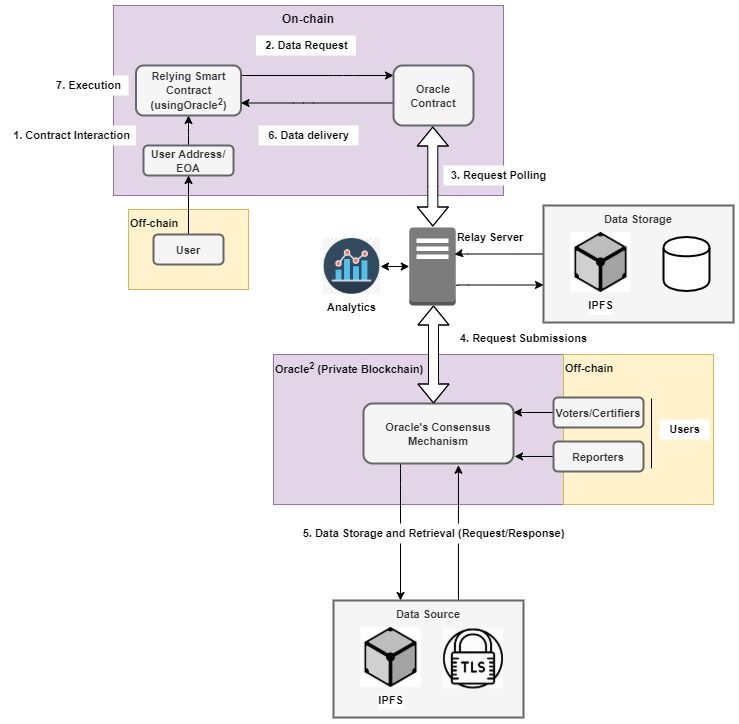 On-chain
2. Data Request
7. Execution
Relying Smart
Contract
(usingOracle²)
Oracle
Contract
1. Contract Interaction
6. Data delivery
User Address/
EOA
3. Request Polling
Off-chain
User
Relay Server
Data Storage
IPFS
Analytics
4. Request Submissions
Oracle² (Private Blockchain)
Off-chain
Oracle's Consensus
Mechanism
Voters/Certifiers
Users
Reporters
5. Data Storage and Retrieval (Request/Response)
Data Source
TLS
IPFS